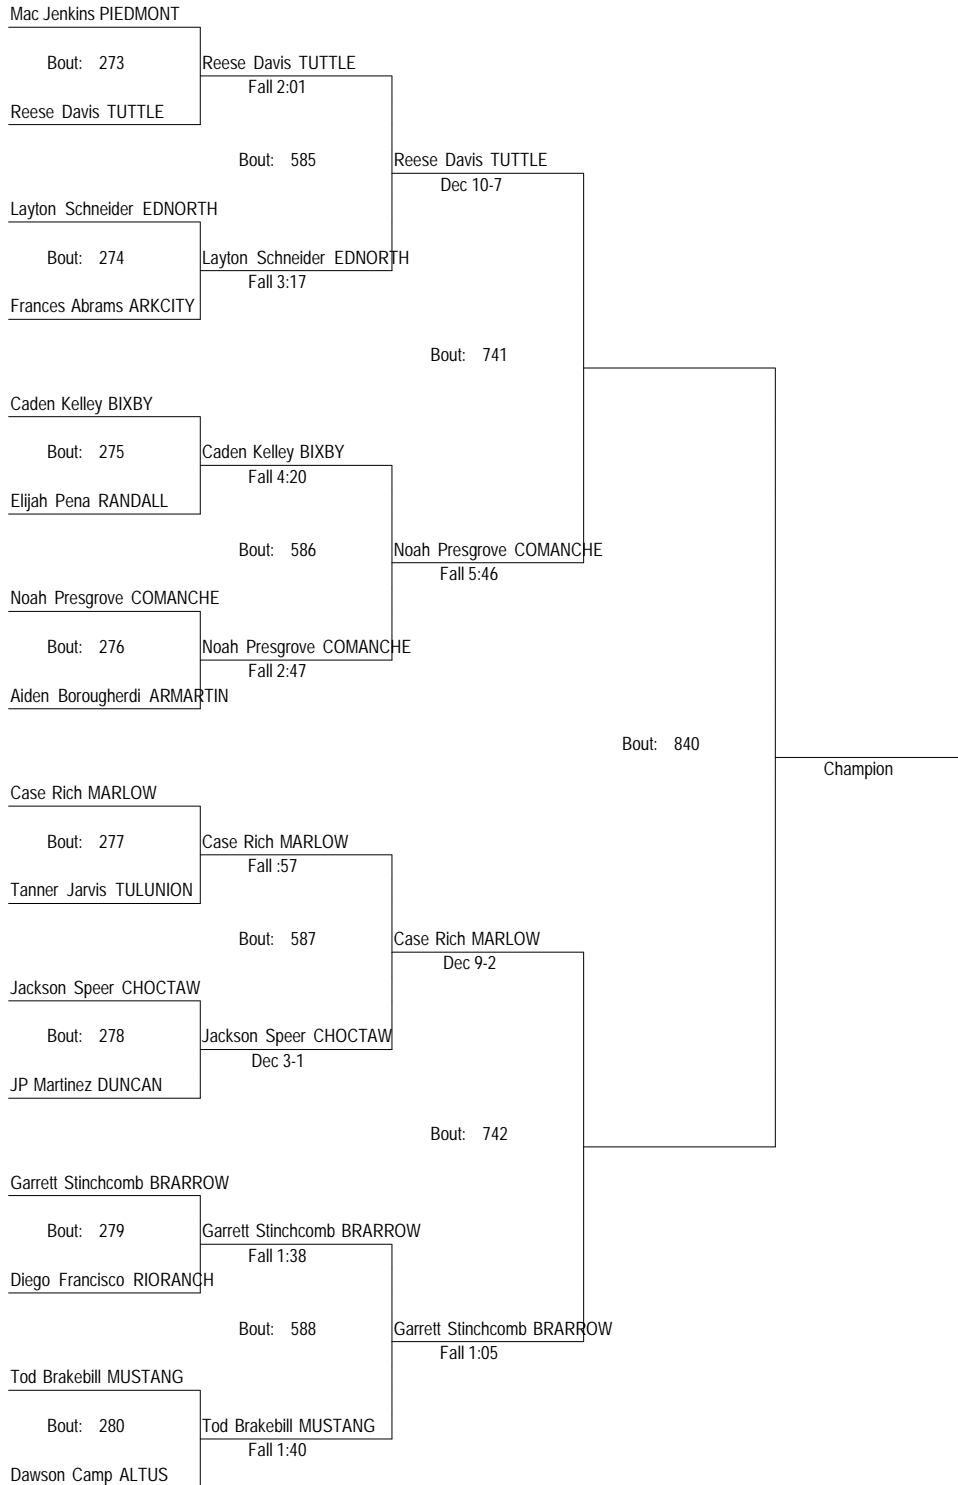 Mac Jenkins PIEDMONT
Bout: 273
Reese Davis TUTTLE
Fall 2:01
Reese Davis TUTTLE
Bout: 585
Reese Davis TUTTLE
Dec 10-7
Layton Schneider EDNORTH
Bout: 274
Layton Schneider EDNORTH
Fall 3:17
Frances Abrams ARKCITY
Bout: 741
Caden Kelley BIXBY
Bout: 275
Caden Kelley BIXBY
Fall 4:20
Elijah Pena RANDALL
Bout: 586
Noah Presgrove COMANCHE
Fall 5:46
Noah Presgrove COMANCHE
Bout: 276
Noah Presgrove COMANCHE
Fall 2:47
Aiden Borougherdi ARMARTIN
Bout: 840
Champion
Case Rich MARLOW
Bout: 277
Case Rich MARLOW
Fall :57
Tanner Jarvis TULUNION
Bout: 587
Case Rich MARLOW
Dec 9-2
Jackson Speer CHOCTAW
Bout: 278
Jackson Speer CHOCTAW
Dec 3-1
JP Martinez DUNCAN
Bout: 742
Garrett Stinchcomb BRARROW
Bout: 279
Garrett Stinchcomb BRARROW
Fall 1:38
Diego Francisco RIORANCH
Bout: 588
Garrett Stinchcomb BRARROW
Fall 1:05
Tod Brakebill MUSTANG
Bout: 280
Tod Brakebill MUSTANG
Fall 1:40
Dawson Camp ALTUS